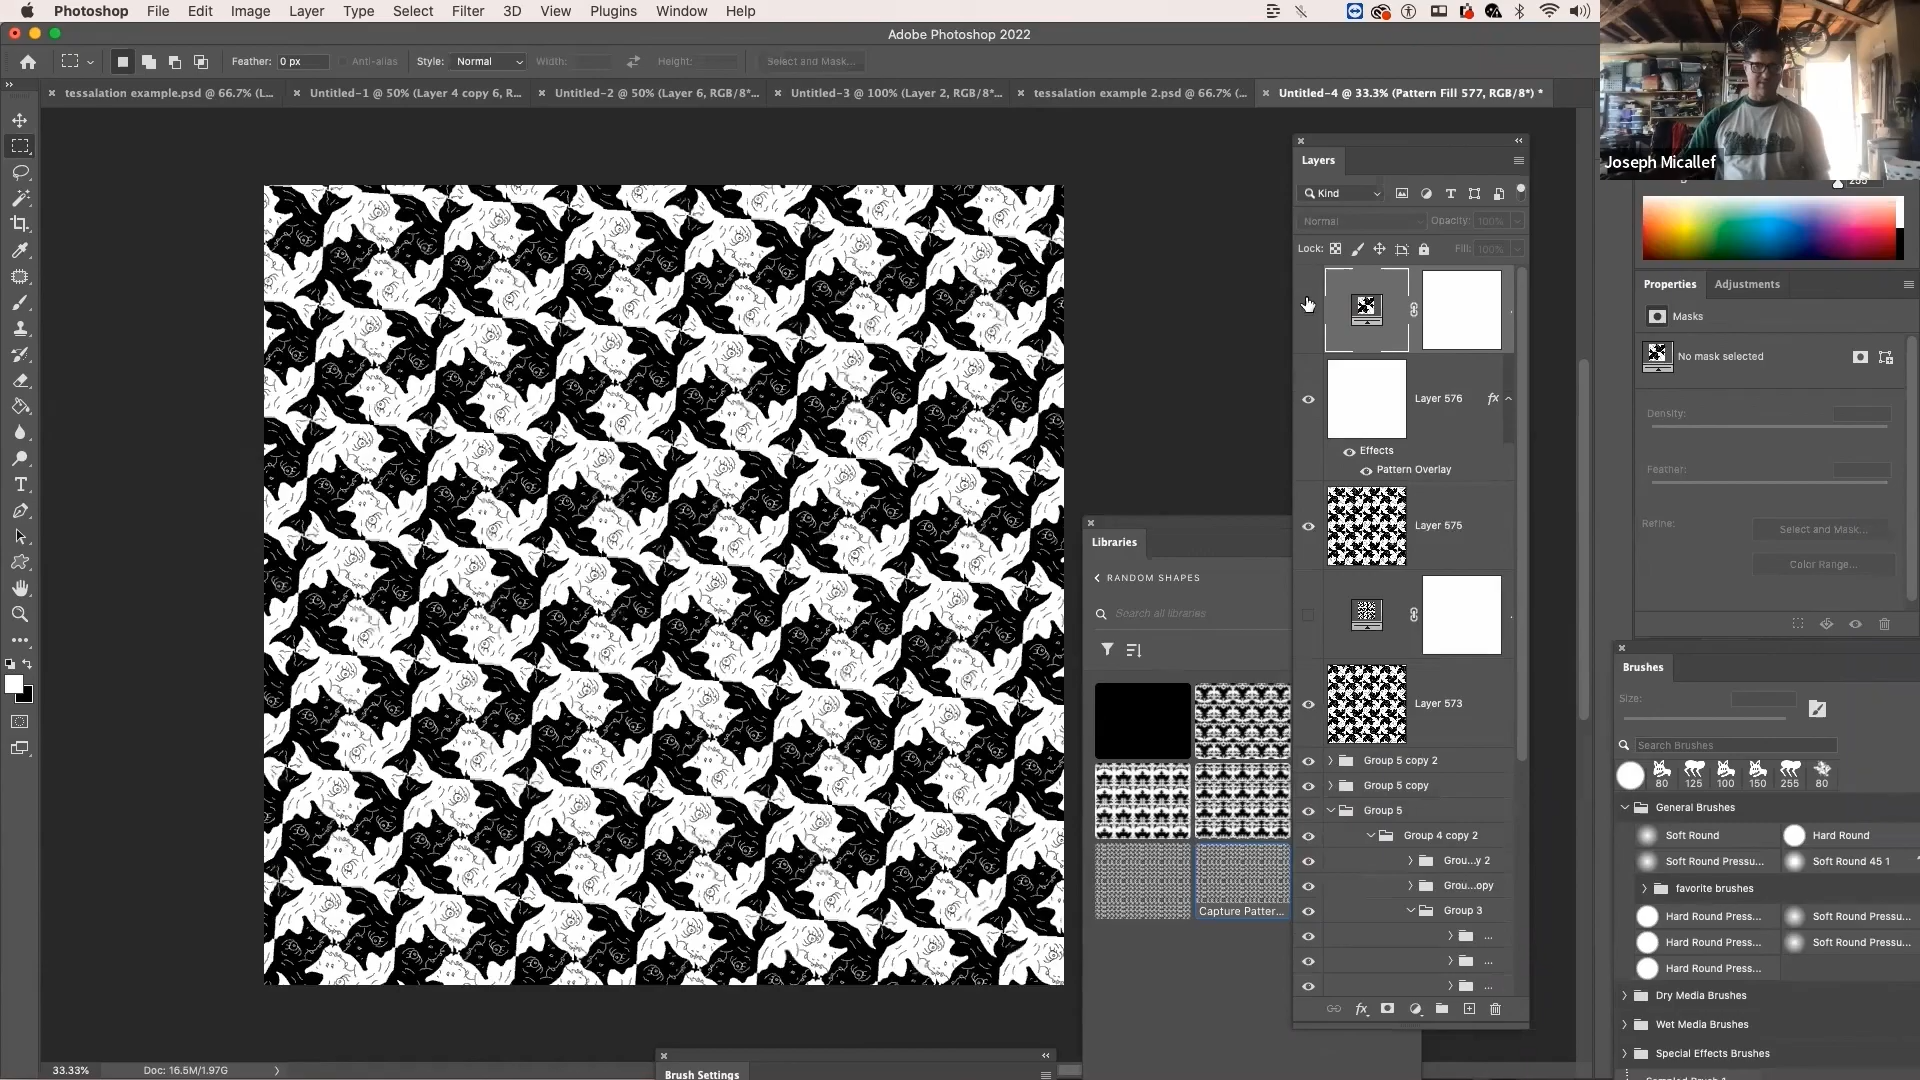 Photoshop File Edit Image Layer Type Select Filter 3D View Plugins Window Help
Adobe Photoshop 2022
Feather: 0 px Anti-alias Style: Normal Width: Height: Select and Mask...
tessalation example.psd @ 66.7% (L... Untitled-1 @ 50% (Layer 4 copy 6, R... Untitled-2 @ 50% (Layer 6, RGB/8*... Untitled-3 @ 100% (Layer 2, RGB/8*... tessalation example 2.psd @ 66.7% (... Untitled-4 @ 33.3% (Pattern Fill 577, RGB/8*) *
Joseph Micallef
255
Layers
Kind
Normal Opacity: 100%
Lock: Fill: 100%
Layer 576 fx
Effects
Pattern Overlay
Layer 575
Layer 573
Group 5 copy 2
Group 5 copy
Group 5
Group 4 copy 2
Grou...y 2
Grou...opy
Group 3
...
...
...
fx
Libraries
RANDOM SHAPES
Search all libraries
Capture Patter...
Properties Adjustments
Masks
No mask selected
Density:
Feather:
Refine: Select and Mask...
Color Range...
Brushes
Size:
Search Brushes
80 125 100 150 255 80
General Brushes
Soft Round Hard Round
Soft Round Pressu... Soft Round 45 1
favorite brushes
Hard Round Press... Soft Round Pressu...
Hard Round Press... Soft Round Pressu...
Hard Round Press...
Dry Media Brushes
Wet Media Brushes
Special Effects Brushes
33.33% Doc: 16.5M/1.97G
Brush Settings